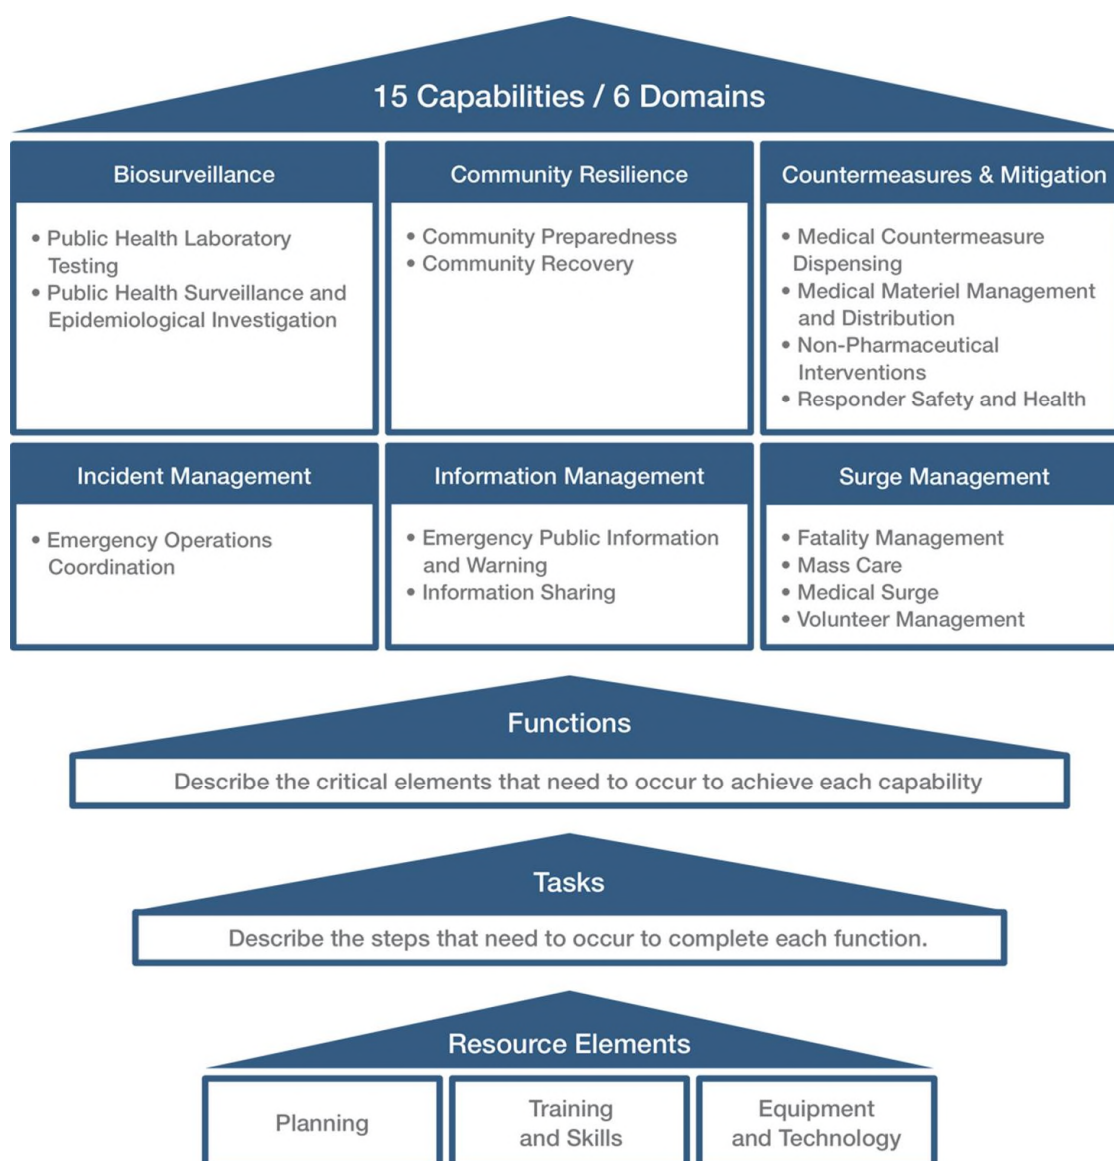 15 Capabilities / 6 Domains
Biosurveillance
• Public Health Laboratory
Testing
• Public Health Surveillance and
Epidemiological Investigation
Community Resilience
• Community Preparedness
• Community Recovery
Countermeasures & Mitigation
• Medical Countermeasure
Dispensing
• Medical Materiel Management
and Distribution
• Non-Pharmaceutical
Interventions
• Responder Safety and Health
Incident Management
• Emergency Operations
Coordination
Information Management
• Emergency Public Information
and Warning
• Information Sharing
Surge Management
• Fatality Management
• Mass Care
• Medical Surge
• Volunteer Management
Functions
Describe the critical elements that need to occur to achieve each capability
Tasks
Describe the steps that need to occur to complete each function.
Resource Elements
Planning
Training
and Skills
Equipment
and Technology